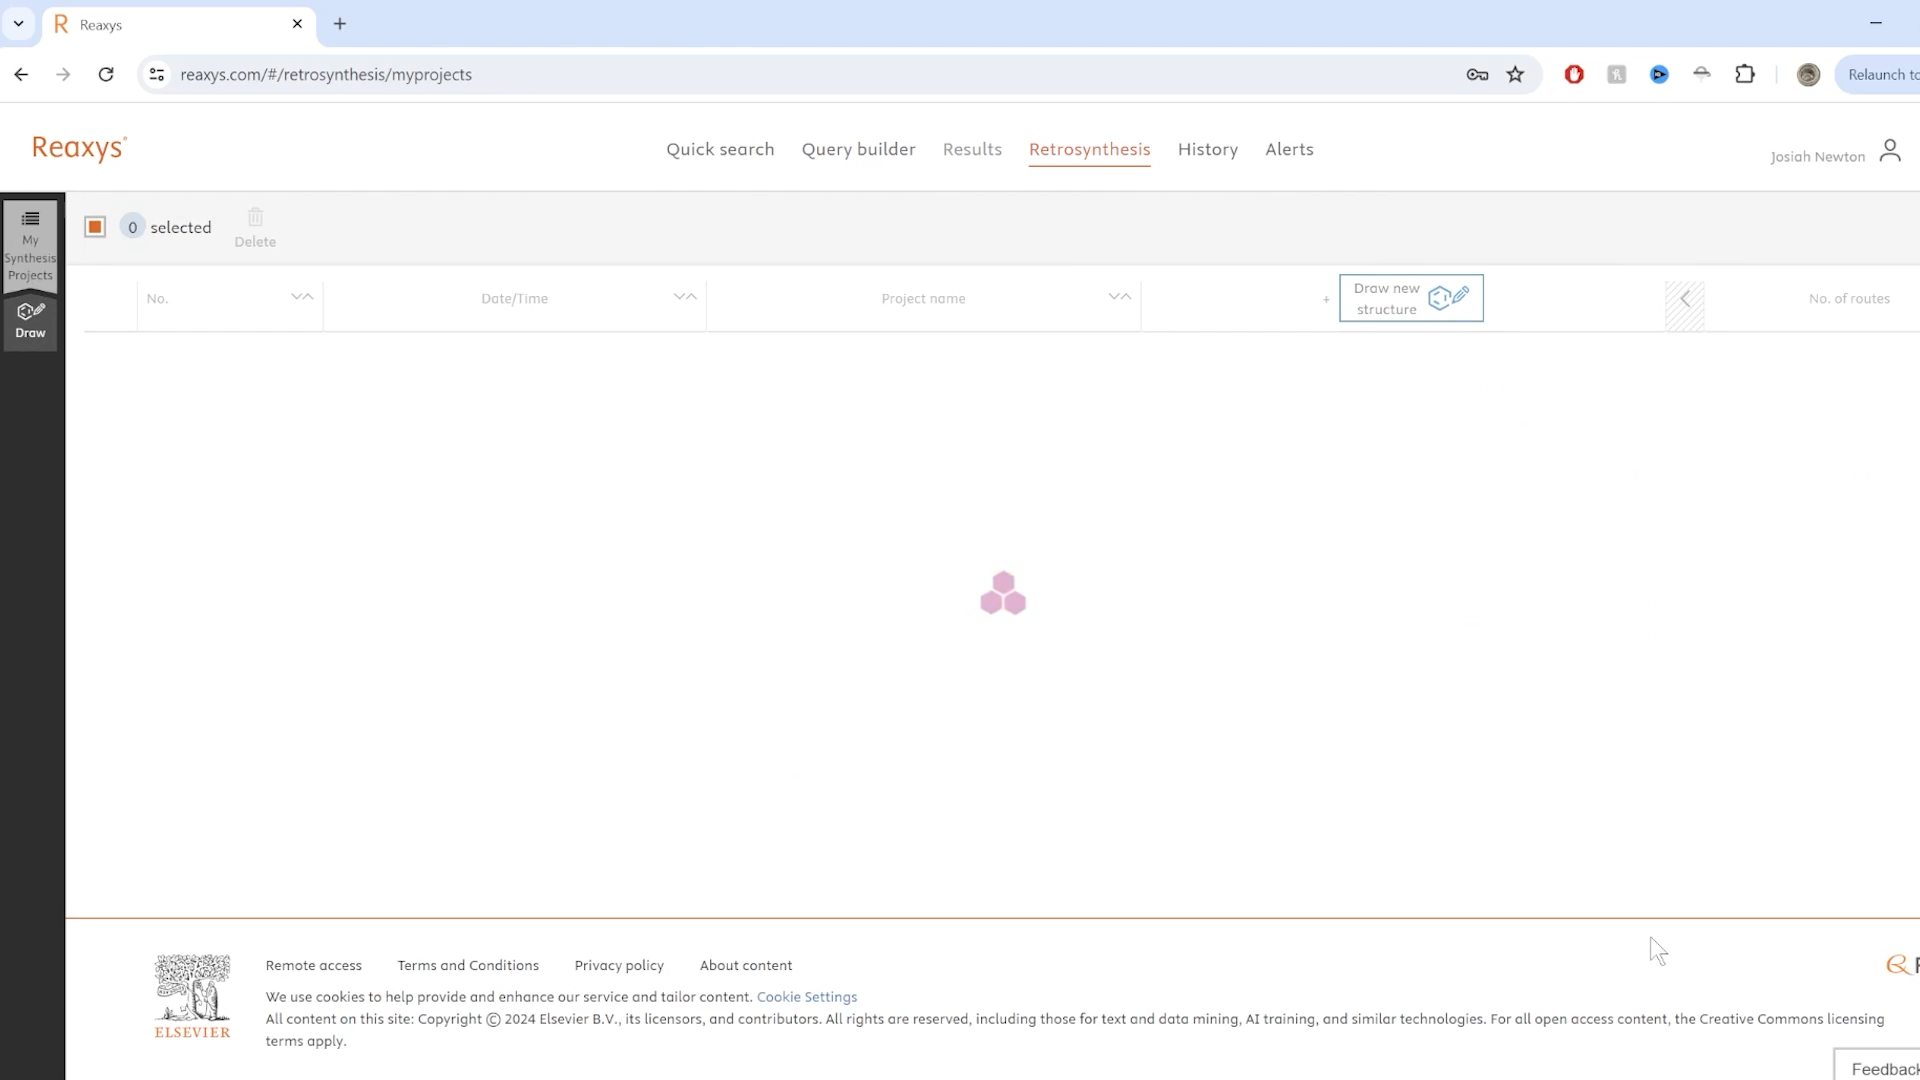 Reaxys
reaxys.com/#/retrosynthesis/myprojects
Relaunch to
Reaxys®
Quick search
Query builder
Results
Retrosynthesis
History
Alerts
Josiah Newton
My
Synthesis
Projects
Draw
0 selected
Delete
No.
Date/Time
Project name
+
Draw new
structure
No. of routes
Remote access
Terms and Conditions
Privacy policy
About content
We use cookies to help provide and enhance our service and tailor content. Cookie Settings
All content on this site: Copyright © 2024 Elsevier B.V., its licensors, and contributors. All rights are reserved, including those for text and data mining, AI training, and similar technologies. For all open access content, the Creative Commons licensing
terms apply.
ELSEVIER
Feedback